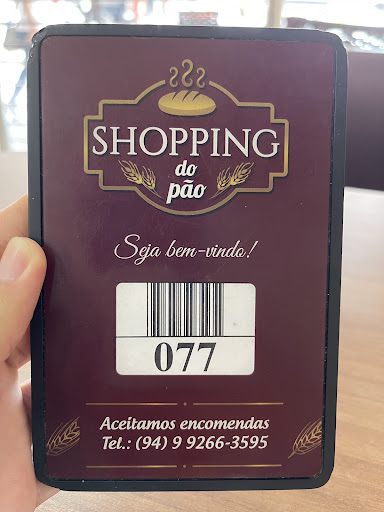 SHOPPING
do
pão
Seja bem-vindo!
077
Aceitamos encomendas
Tel.: (94) 9 9266-3595